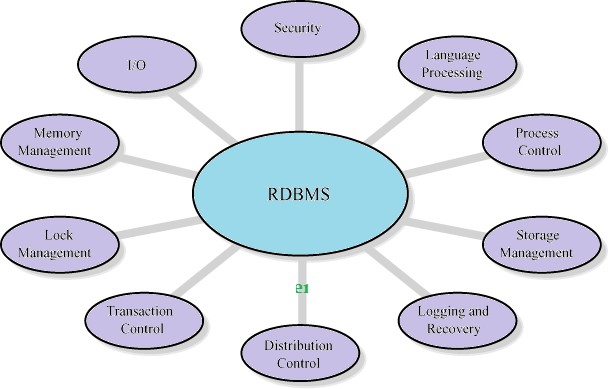 Security
I/O
Language
Processing
Memory
Management
Process
Control
RDBMS
Lock
Management
Storage
Management
Transaction
Control
Logging and
Recovery
Distribution
Control